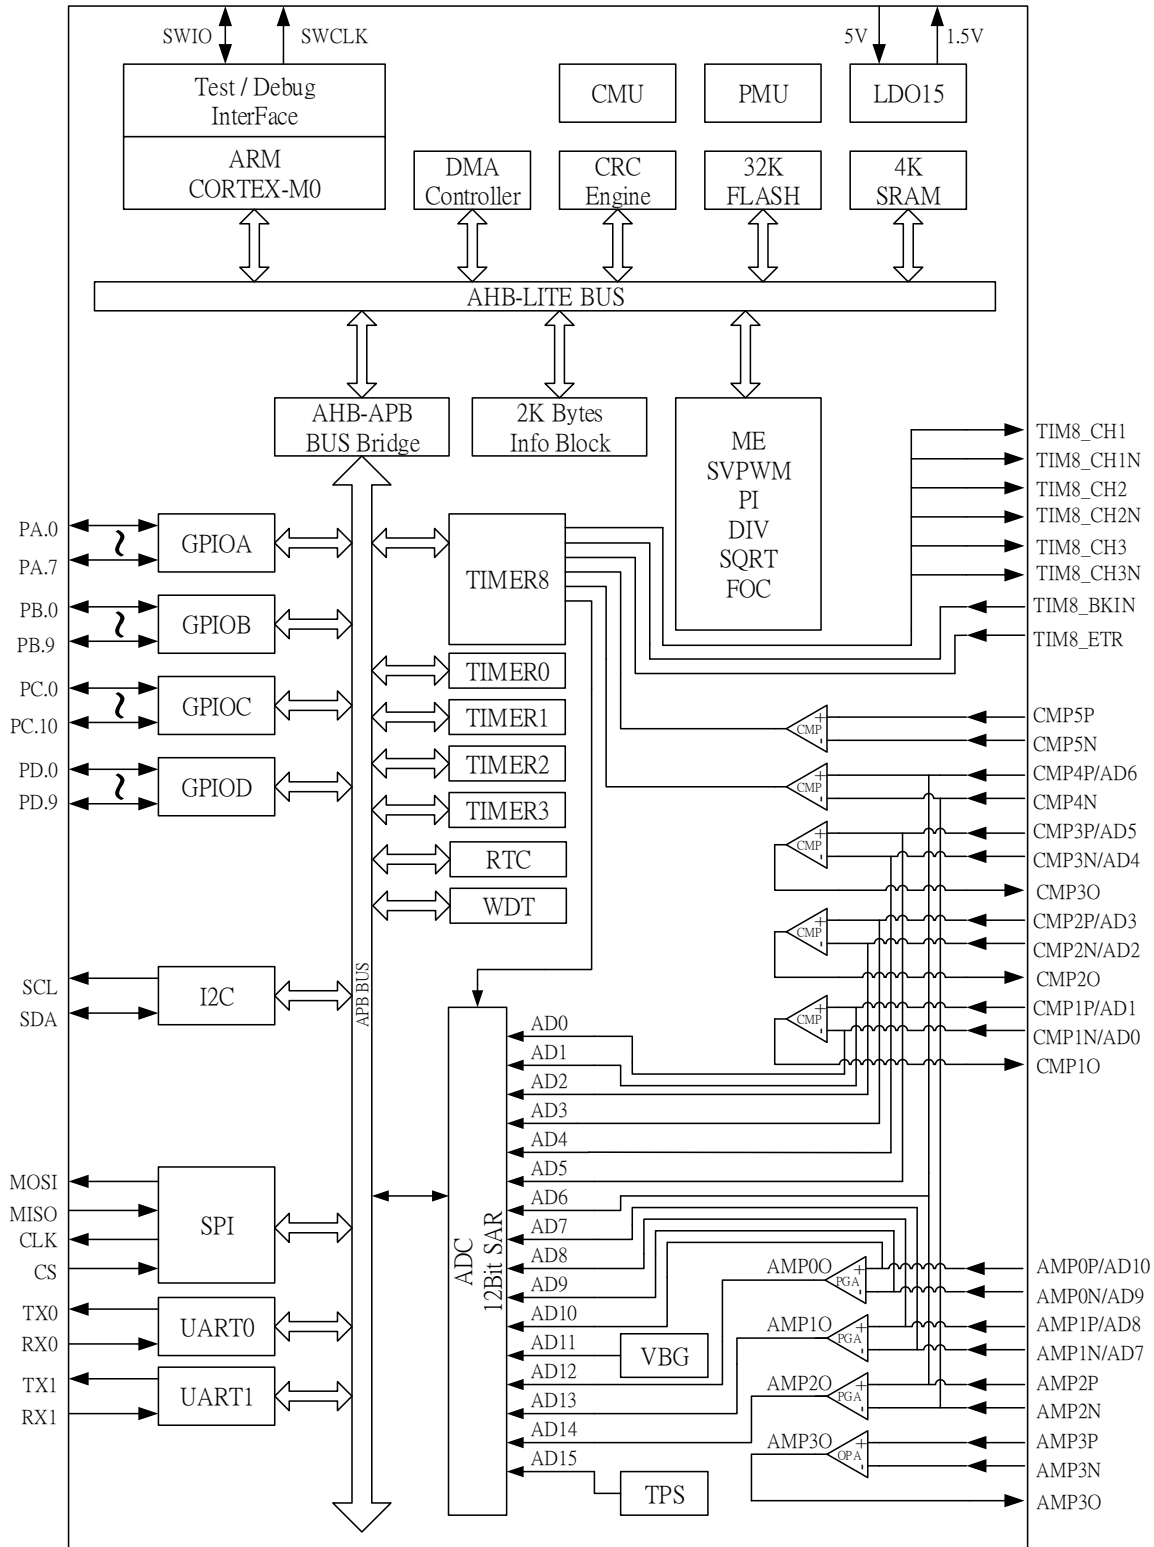 SWIO
SWCLK
5V
1.5V
Test / Debug
InterFace
CMU
PMU
LDO15
ARM
CORTEX-M0
DMA
Controller
CRC
Engine
32K
FLASH
4K
SRAM
AHB-LITE BUS
AHB-APB
BUS Bridge
2K Bytes
Info Block
ME
SVPWM
PI
DIV
SQRT
FOC
TIM8_CH1
TIM8_CH1N
TIM8_CH2
TIM8_CH2N
TIM8_CH3
TIM8_CH3N
TIM8_BKIN
TIM8_ETR
PA.0
PA.7
GPIOA
PB.0
PB.9
GPIOB
PC.0
PC.10
GPIOC
PD.0
PD.9
GPIOD
TIMER8
TIMER0
TIMER1
TIMER2
TIMER3
RTC
WDT
APB BUS
CMP
+
-
CMP5P
CMP5N
CMP
+
-
CMP4P/AD6
CMP4N
CMP
+
-
CMP3P/AD5
CMP3N/AD4
CMP3O
CMP
+
-
CMP2P/AD3
CMP2N/AD2
CMP2O
CMP
+
-
CMP1P/AD1
CMP1N/AD0
CMP1O
SCL
SDA
I2C
MOSI
MISO
CLK
CS
SPI
TX0
RX0
UART0
TX1
RX1
UART1
ADC
12Bit SAR
AD0
AD1
AD2
AD3
AD4
AD5
AD6
AD7
AD8
AD9
AD10
AD11
AD12
AD13
AD14
AD15
VBG
TPS
AMP0O
PGA
+
-
AMP0P/AD10
AMP0N/AD9
AMP1O
PGA
+
-
AMP1P/AD8
AMP1N/AD7
AMP2O
PGA
+
-
AMP2P
AMP2N
AMP3O
OPA
+
-
AMP3P
AMP3N
AMP3O